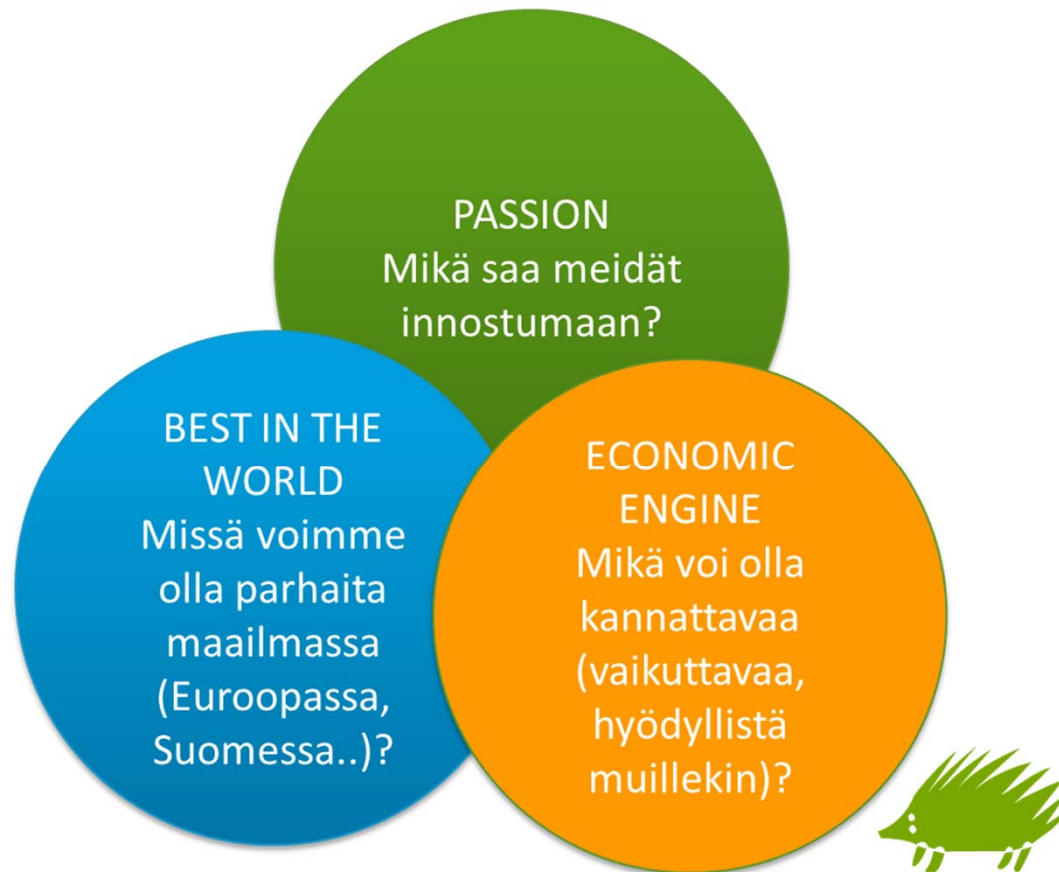 PASSION
Mikä saa meidät
innostumaan?
BEST IN THE
WORLD
Missä voimme
olla parhaita
maailmassa
(Euroopassa,
Suomessa..)?
ECONOMIC
ENGINE
Mikä voi olla
kannattavaa
(vaikuttavaa,
hyödyllistä
muillekin)?